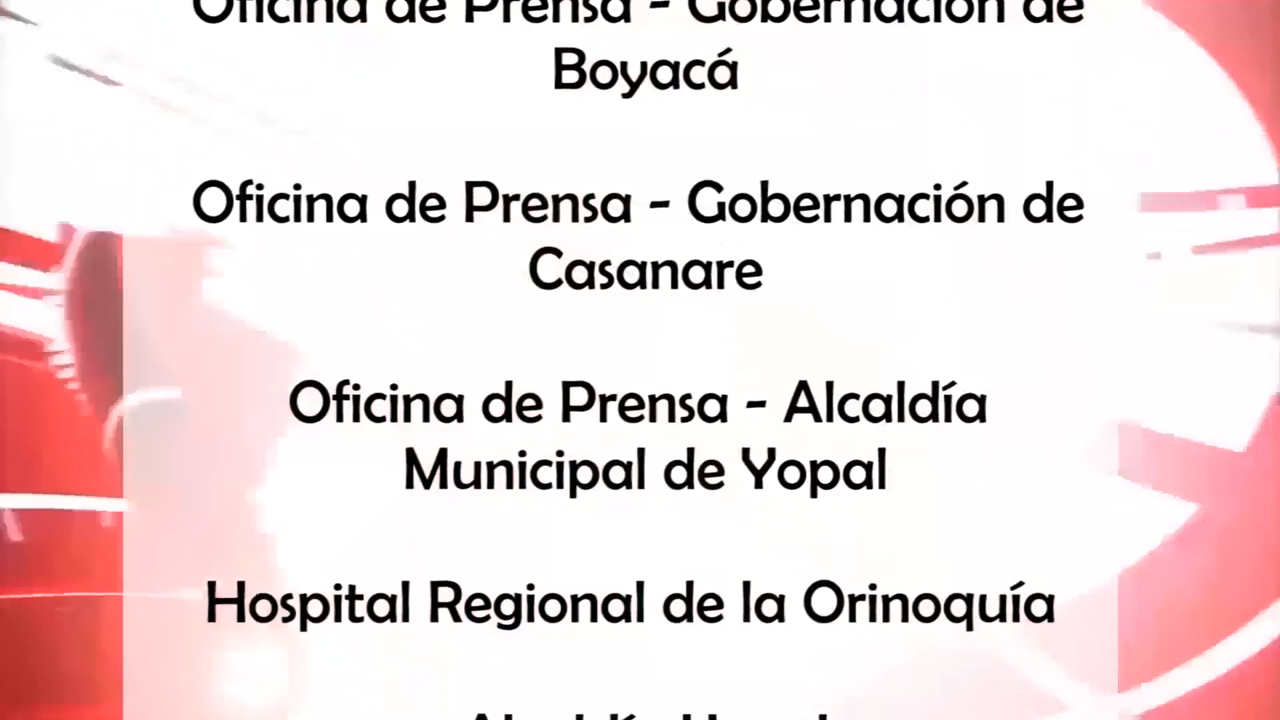 Oficina de Prensa - Gobernación de
Boyacá
Oficina de Prensa - Gobernación de
Casanare
Oficina de Prensa - Alcaldía
Municipal de Yopal
Hospital Regional de la Orinoquía